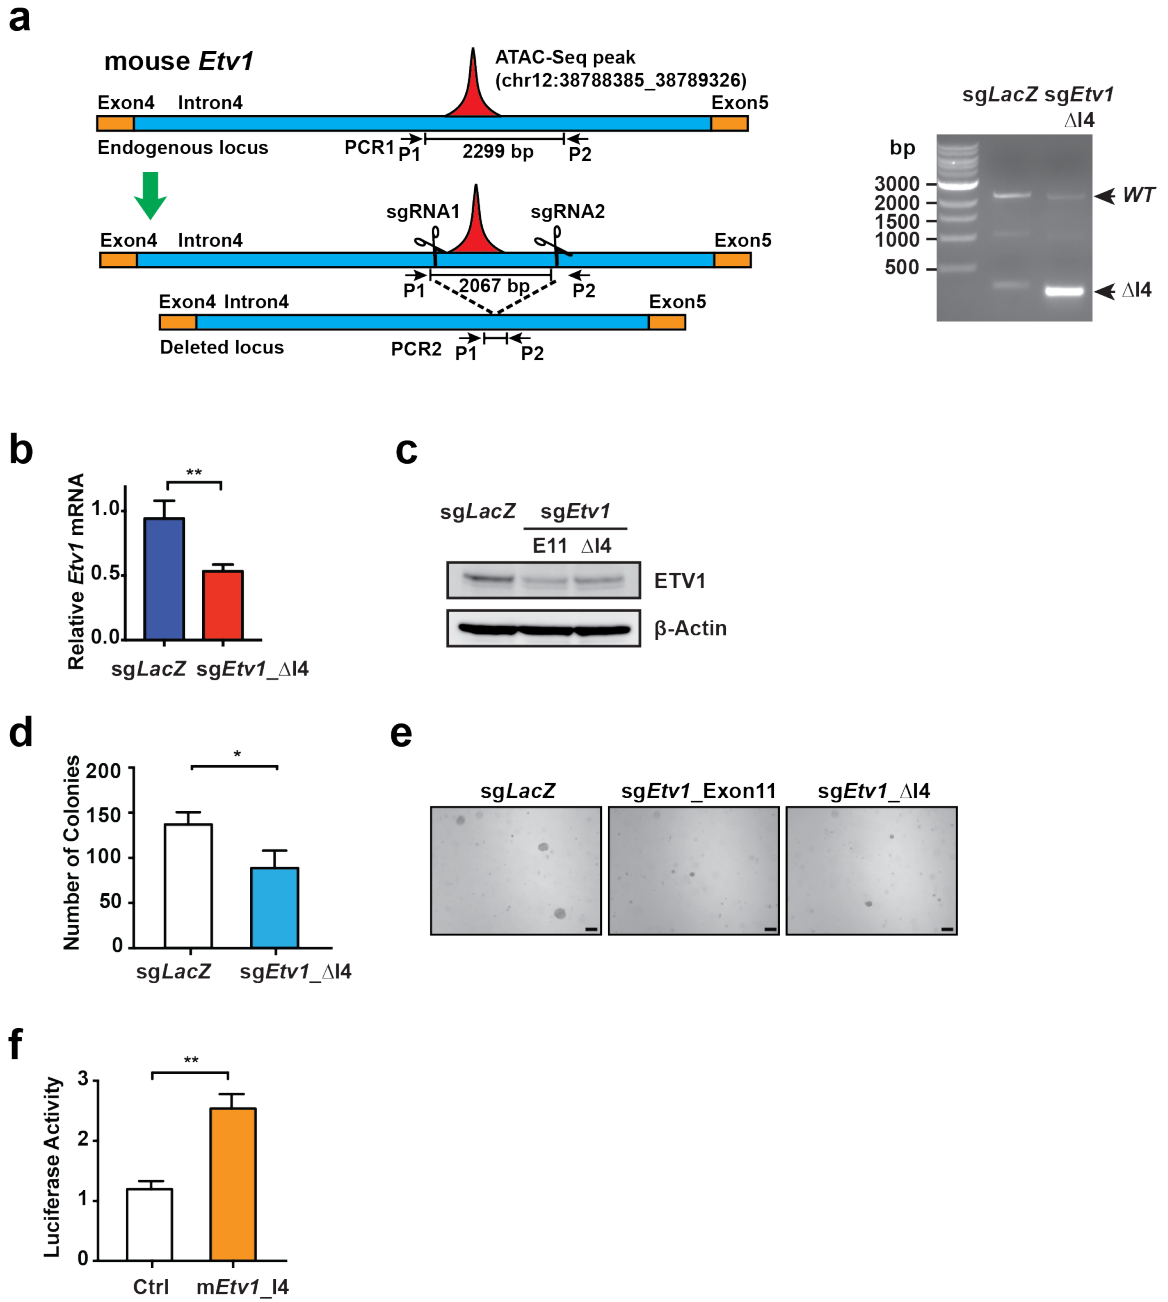 a
mouse Etv1
ATAC-Seq peak
(chr12:38788385_38789326)
Exon4 Intron4 Exon5
Endogenous locus
PCR1 P1 2299 bp P2
sgRNA1 sgRNA2
Exon4 Intron4 Exon5
P1 2067 bp P2
Exon4 Intron4 Exon5
Deleted locus
PCR2 P1 P2
sgLacZ sgEtv1
ΔI4
bp
3000
2000
1500
1000
500
WT
ΔI4
b
Relative Etv1 mRNA
**
1.0
0.5
0.0
sgLacZ sgEtv1_ΔI4
c
sgLacZ sgEtv1
E11 ΔI4
ETV1
β-Actin
d
Number of Colonies
*
200
150
100
50
0
sgLacZ sgEtv1_ΔI4
e
sgLacZ sgEtv1_Exon11 sgEtv1_ΔI4
f
Luciferase Activity
**
3
2
1
0
Ctrl mEtv1_I4